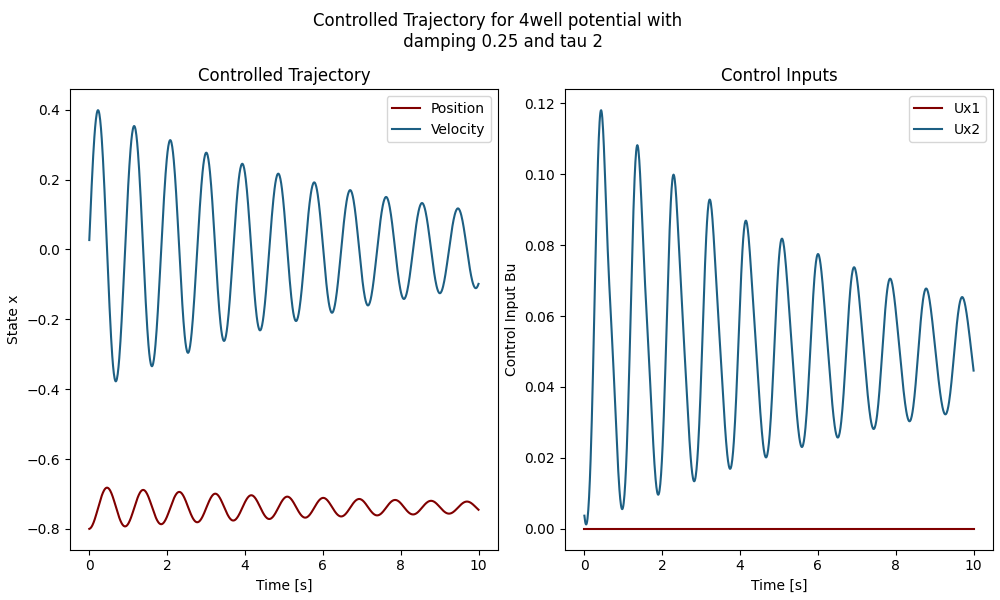 Controlled Trajectory for 4well potential with
damping 0.25 and tau 2
Controlled Trajectory
State x
0.4
0.2
0.0
−0.2
−0.4
−0.6
−0.8
Position
Velocity
0
2
4
6
8
10
Time [s]
Control Inputs
Control Input Bu
0.12
0.10
0.08
0.06
0.04
0.02
0.00
Ux1
Ux2
0
2
4
6
8
10
Time [s]